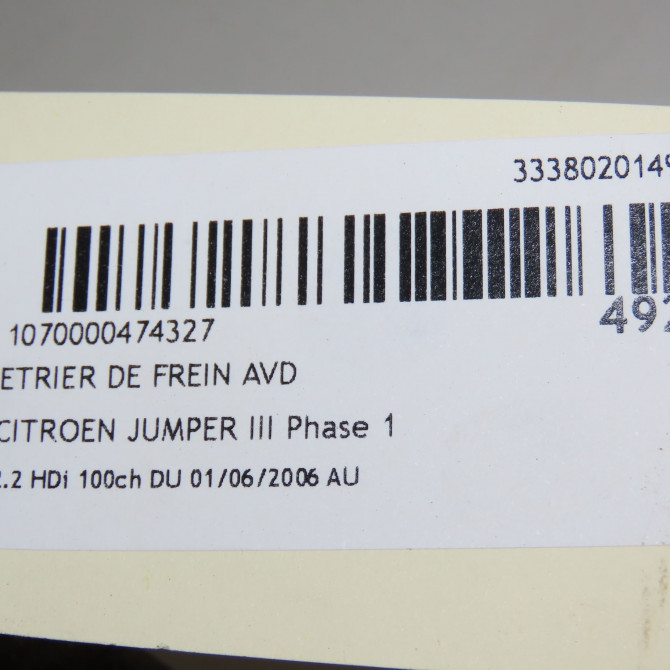 3338020149
492
1070000474327
ETRIER DE FREIN AVD
CITROEN JUMPER III Phase 1
2.2 HDi 100ch DU 01/06/2006 AU